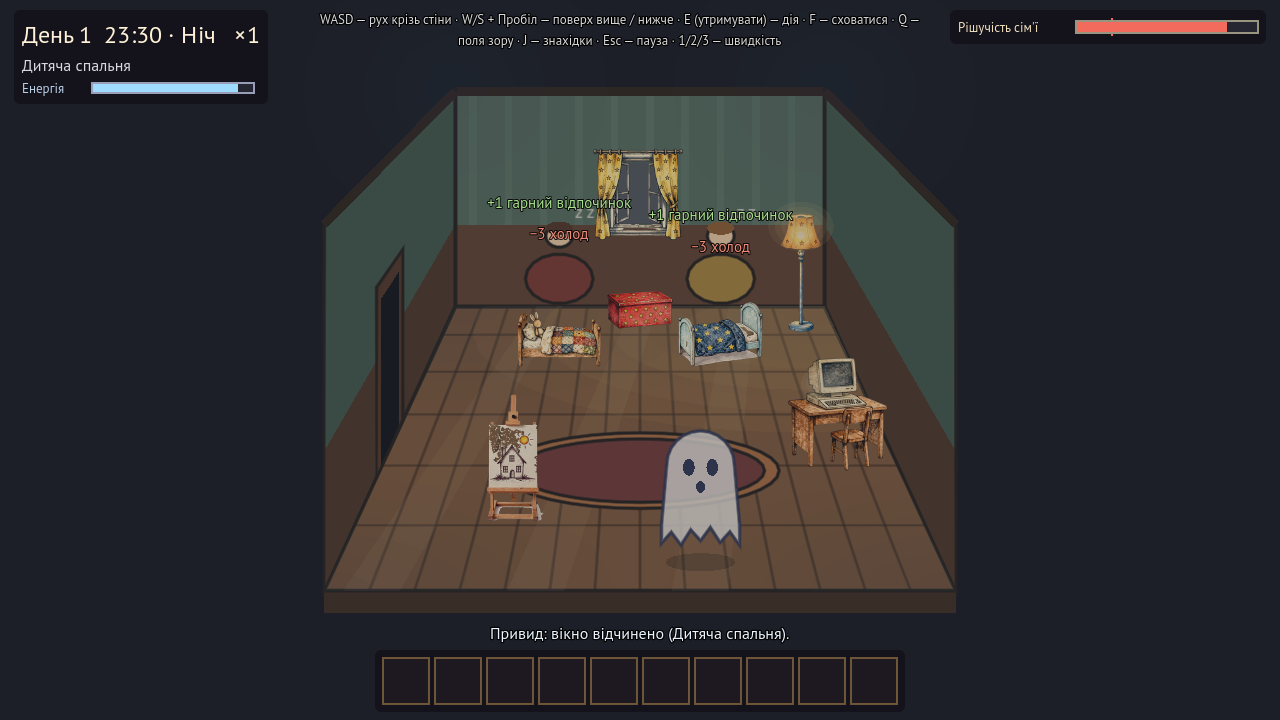 День 1 23:30 · Ніч ×1
Дитяча спальня
Енергія
WASD — рух крізь стіни · W/S + Пробіл — поверх вище / нижче · E (утримувати) — дія · F — сховатися · Q —
поля зору · J — знахідки · Esc — пауза · 1/2/3 — швидкість
Рішучість сім'ї
+1 гарний відпочинок
+1 гарний відпочинок
−3 холод
−3 холод
Привид: вікно відчинено (Дитяча спальня).